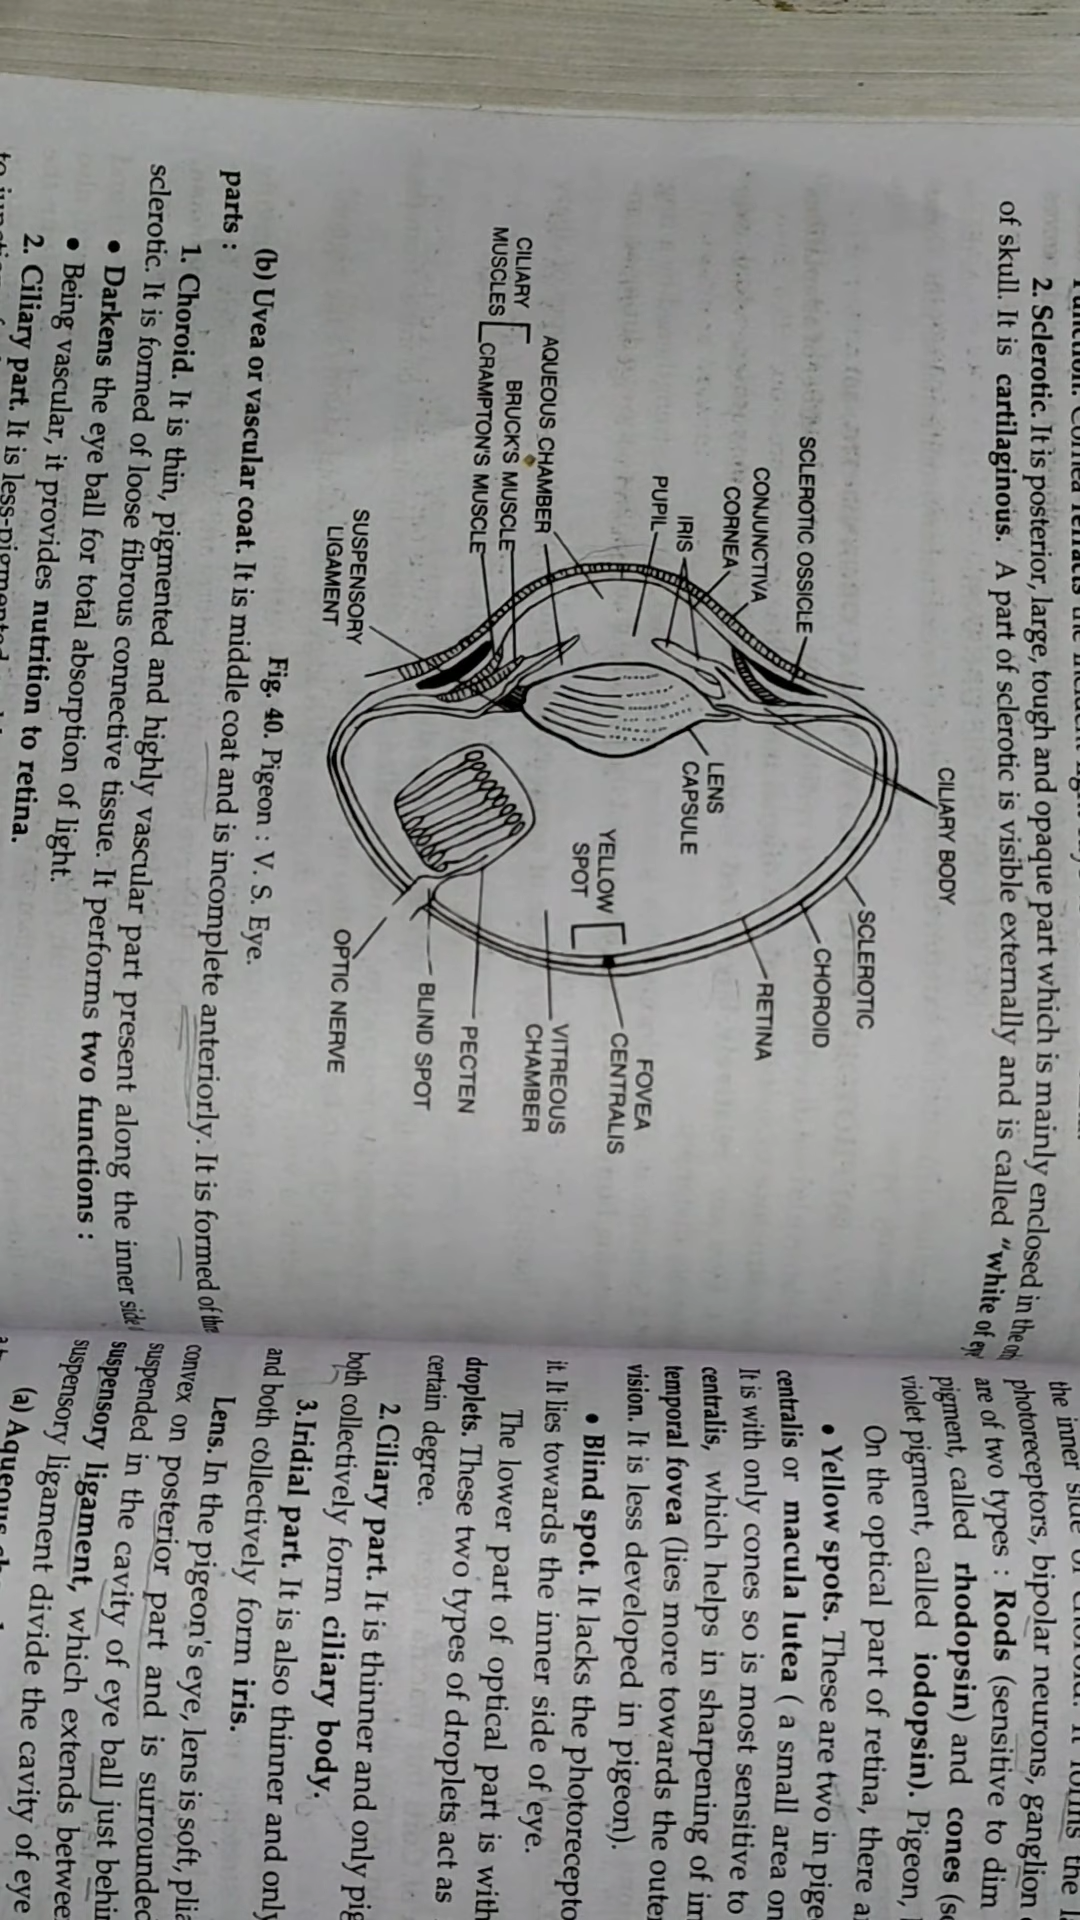 2. Sclerotic. It is posterior, large, tough and opaque part which is mainly enclosed in the
of skull. It is cartilaginous. A part of sclerotic is visible externally and is called "white of
CILIARY BODY
SCLEROTIC OSSICLE
CONJUNCTIVA
CORNEA
IRIS
PUPIL
AQUEOUS CHAMBER
CILIARY
MUSCLES
BRUCK'S MUSCLE
CRAMPTON'S MUSCLE
SUSPENSORY
LIGAMENT
SCLEROTIC
CHOROID
RETINA
LENS
CAPSULE
YELLOW
SPOT
FOVEA
CENTRALIS
VITREOUS
CHAMBER
PECTEN
BLIND SPOT
OPTIC NERVE
Fig. 40. Pigeon : V. S. Eye.
(b) Uvea or vascular coat. It is middle coat and is incomplete anteriorly. It is formed of
parts :
1. Choroid. It is thin, pigmented and highly vascular part present along the inner side
sclerotic. It is formed of loose fibrous connective tissue. It performs two functions :
• Darkens the eye ball for total absorption of light.
• Being vascular, it provides nutrition to retina.
2. Ciliary part. It is less-pigmented
the inner side of choroid. It forms the
photoreceptors, bipolar neurons, ganglion
are of two types : Rods (sensitive to dim
pigment, called rhodopsin) and cones
violet pigment, called iodopsin). Pigeon,
On the optical part of retina, there
• Yellow spots. These are two in
centralis or macula lutea ( a small area on
It is with only cones so is most sensitive to
centralis, which helps in sharpening of
temporal fovea (lies more towards the
vision. It is less developed in pigeon).
• Blind spot. It lacks the
it. It lies towards the inner side of eye.
The lower part of optical part is
droplets. These two types of droplets act as
certain degree.
2. Ciliary part. It is thinner and only
both collectively form ciliary body.
3. Iridial part. It is also thinner and only
and both collectively form iris.
Lens. In the pigeon's eye, lens is soft,
convex on posterior part and is
suspended in the cavity of eye ball just
suspensory ligament, which extends
suspensory ligament divide the cavity of eye
(a) Aqueous